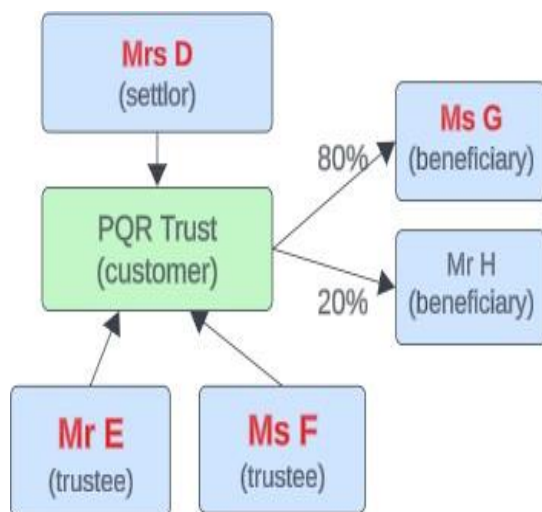 Mrs D
(settlor)
80%
Ms G
(beneficiary)
PQR Trust
(customer)
Mr H
(beneficiary)
20%
Mr E
(trustee)
Ms F
(trustee)